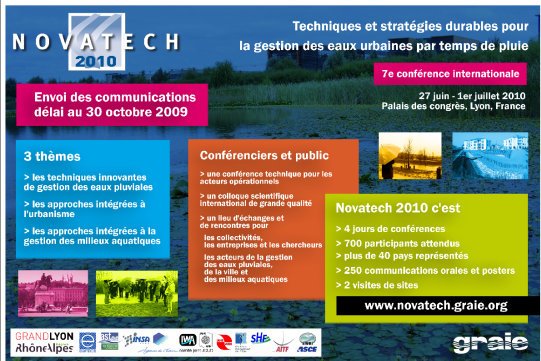 NOVATECH
2010
Techniques et stratégies durables pour
la gestion des eaux urbaines par temps de pluie
7e conférence internationale
27 juin - 1er juillet 2010
Palais des congrès, Lyon, France
Envoi des communications
délai au 30 octobre 2009
3 thèmes
> les techniques innovantes
de gestion des eaux pluviales
> les approches intégrées à
l'urbanisme
> les approches intégrées à la
gestion des milieux aquatiques
Conférenciers et public
> une conférence technique pour les
acteurs opérationnels
> un colloque scientifique
international de grande qualité
> un lieu d'échanges et
de rencontres pour
les collectivités,
les entreprises et les chercheurs
les acteurs de la gestion
des eaux pluviales,
de la ville et
des milieux aquatiques
Novatech 2010 c'est
> 4 jours de conférences
> 700 participants attendus
> plus de 40 pays représentés
> 250 communications orales et posters
> 2 visites de sites
www.novatech.graie.org
GRANDLYON
RhôneAlpes
INSA
IWA
SHF
ASTF
ASCE
graie